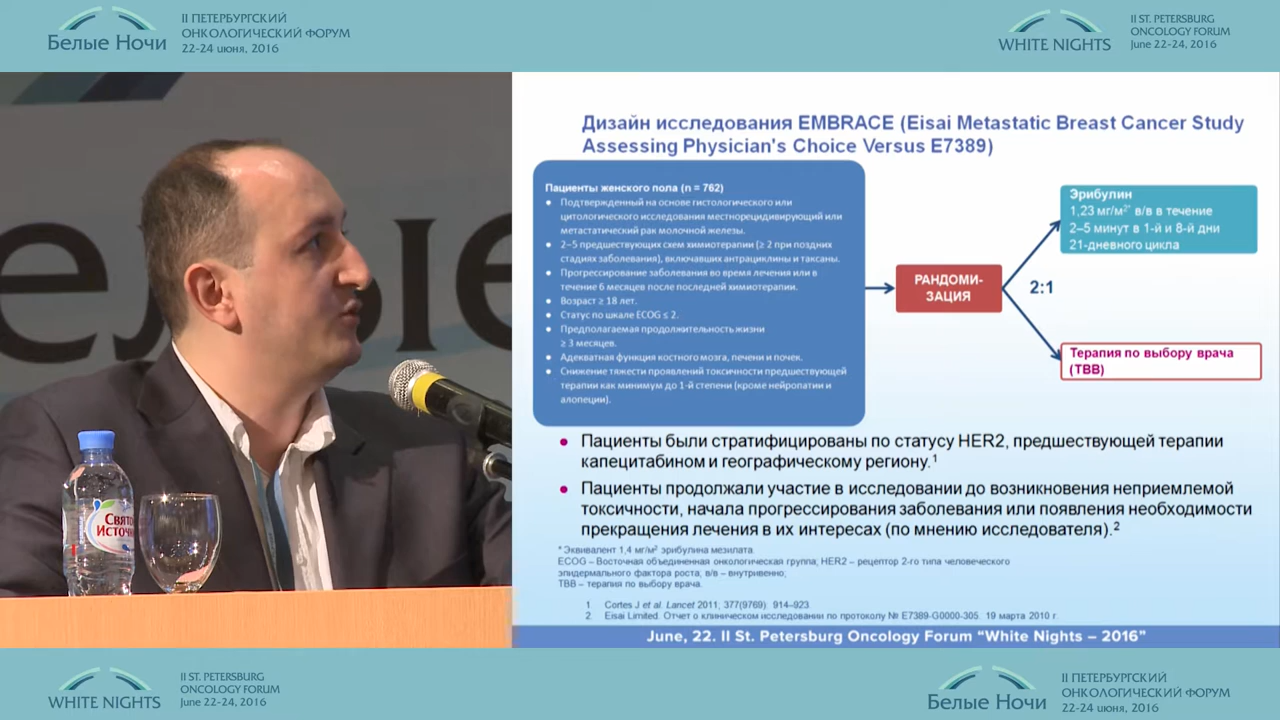 Белые Ночи
II ПЕТЕРБУРГСКИЙ
ОНКОЛОГИЧЕСКИЙ ФОРУМ
22-24 июня, 2016
WHITE NIGHTS
II ST. PETERSBURG
ONCOLOGY FORUM
June 22-24, 2016
елые
Свято
Источник
Дизайн исследования EMBRACE (Eisai Metastatic Breast Cancer Study
Assessing Physician's Choice Versus E7389)
Пациенты женского пола (n = 762)
● Подтвержденный на основе гистологического или
цитологического исследования местнорецидивирующий или
метастатический рак молочной железы.
● 2–5 предшествующих схем химиотерапии (≥ 2 при поздних
стадиях заболевания), включавших антрациклины и таксаны.
● Прогрессирование заболевания во время лечения или в
течение 6 месяцев после последней химиотерапии.
● Возраст ≥ 18 лет.
● Статус по шкале ECOG ≤ 2.
● Предполагаемая продолжительность жизни
≥ 3 месяцев.
● Адекватная функция костного мозга, печени и почек.
● Снижение тяжести проявлений токсичности предшествующей
терапии как минимум до 1-й степени (кроме нейропатии и
алопеции).
РАНДОМИ-
ЗАЦИЯ
2:1
Эрибулин
1,23 мг/м²* в/в в течение
2–5 минут в 1-й и 8-й дни
21-дневного цикла
Терапия по выбору врача
(ТВВ)
● Пациенты были стратифицированы по статусу HER2, предшествующей терапии
капецитабином и географическому региону.¹
● Пациенты продолжали участие в исследовании до возникновения неприемлемой
токсичности, начала прогрессирования заболевания или появления необходимости
прекращения лечения в их интересах (по мнению исследователя).²
* Эквивалент 1,4 мг/м² эрибулина мезилата.
ECOG – Восточная объединенная онкологическая группа; HER2 – рецептор 2-го типа человеческого
эпидермального фактора роста; в/в – внутривенно;
ТВВ – терапия по выбору врача.
1 Cortes J et al. Lancet 2011; 377(9769): 914–923.
2 Eisai Limited. Отчет о клиническом исследовании по протоколу № E7389-G0000-305. 19 марта 2010 г.
June, 22. II St. Petersburg Oncology Forum “White Nights – 2016”
WHITE NIGHTS
II ST. PETERSBURG
ONCOLOGY FORUM
June 22-24, 2016
Белые Ночи
II ПЕТЕРБУРГСКИЙ
ОНКОЛОГИЧЕСКИЙ ФОРУМ
22-24 июня, 2016